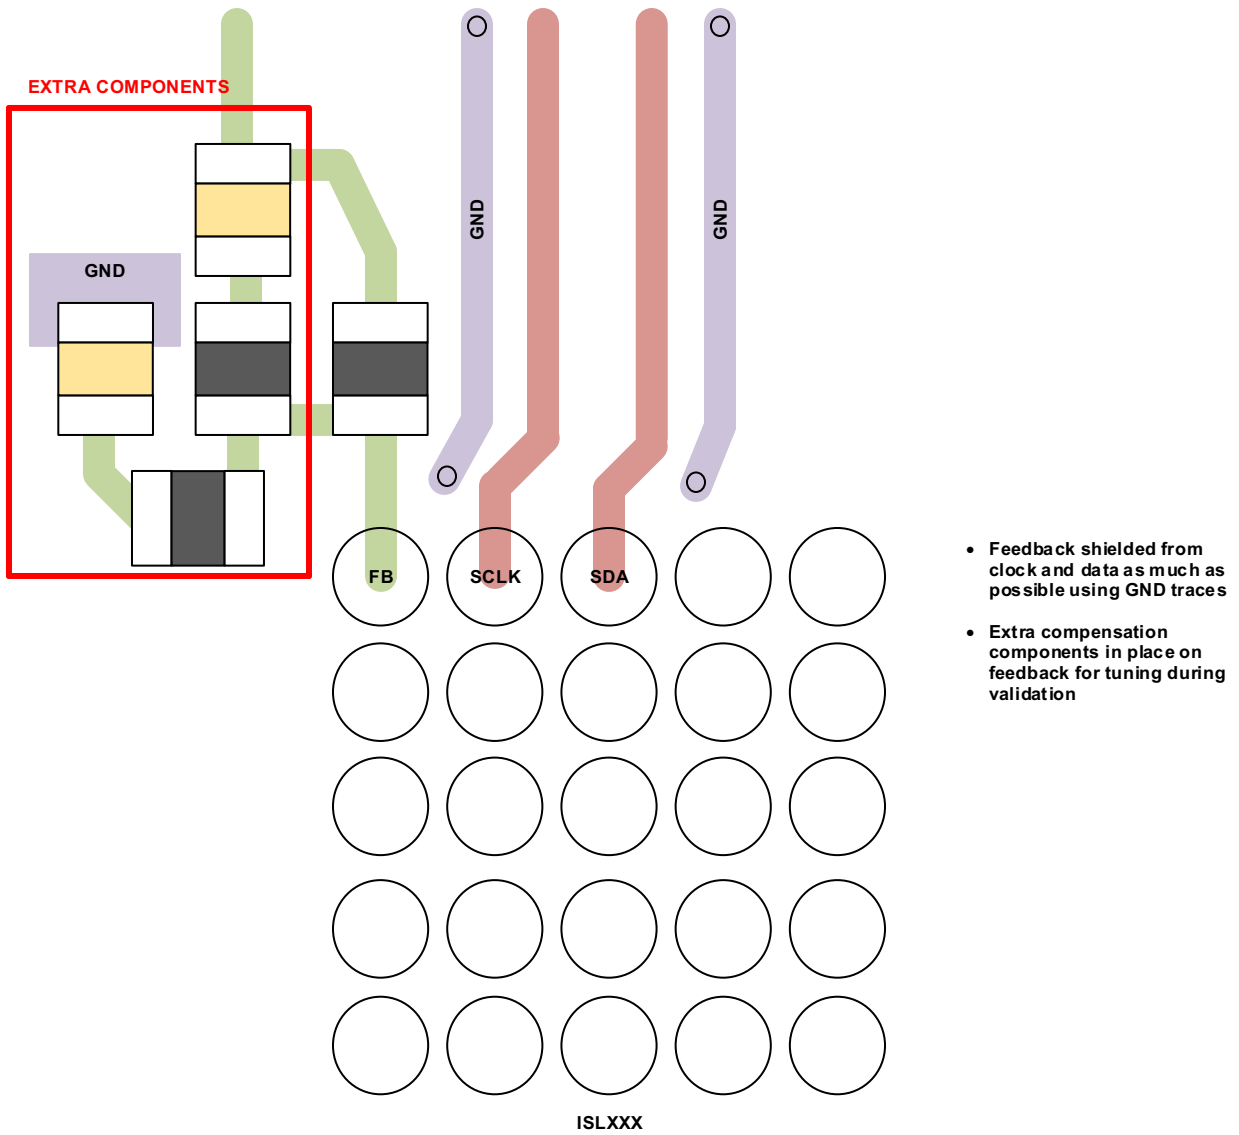 EXTRA COMPONENTS
GND
GND
GND
FB
SCLK
SDA
• Feedback shielded from
clock and data as much as
possible using GND traces
• Extra compensation
components in place on
feedback for tuning during
validation
ISLXXX